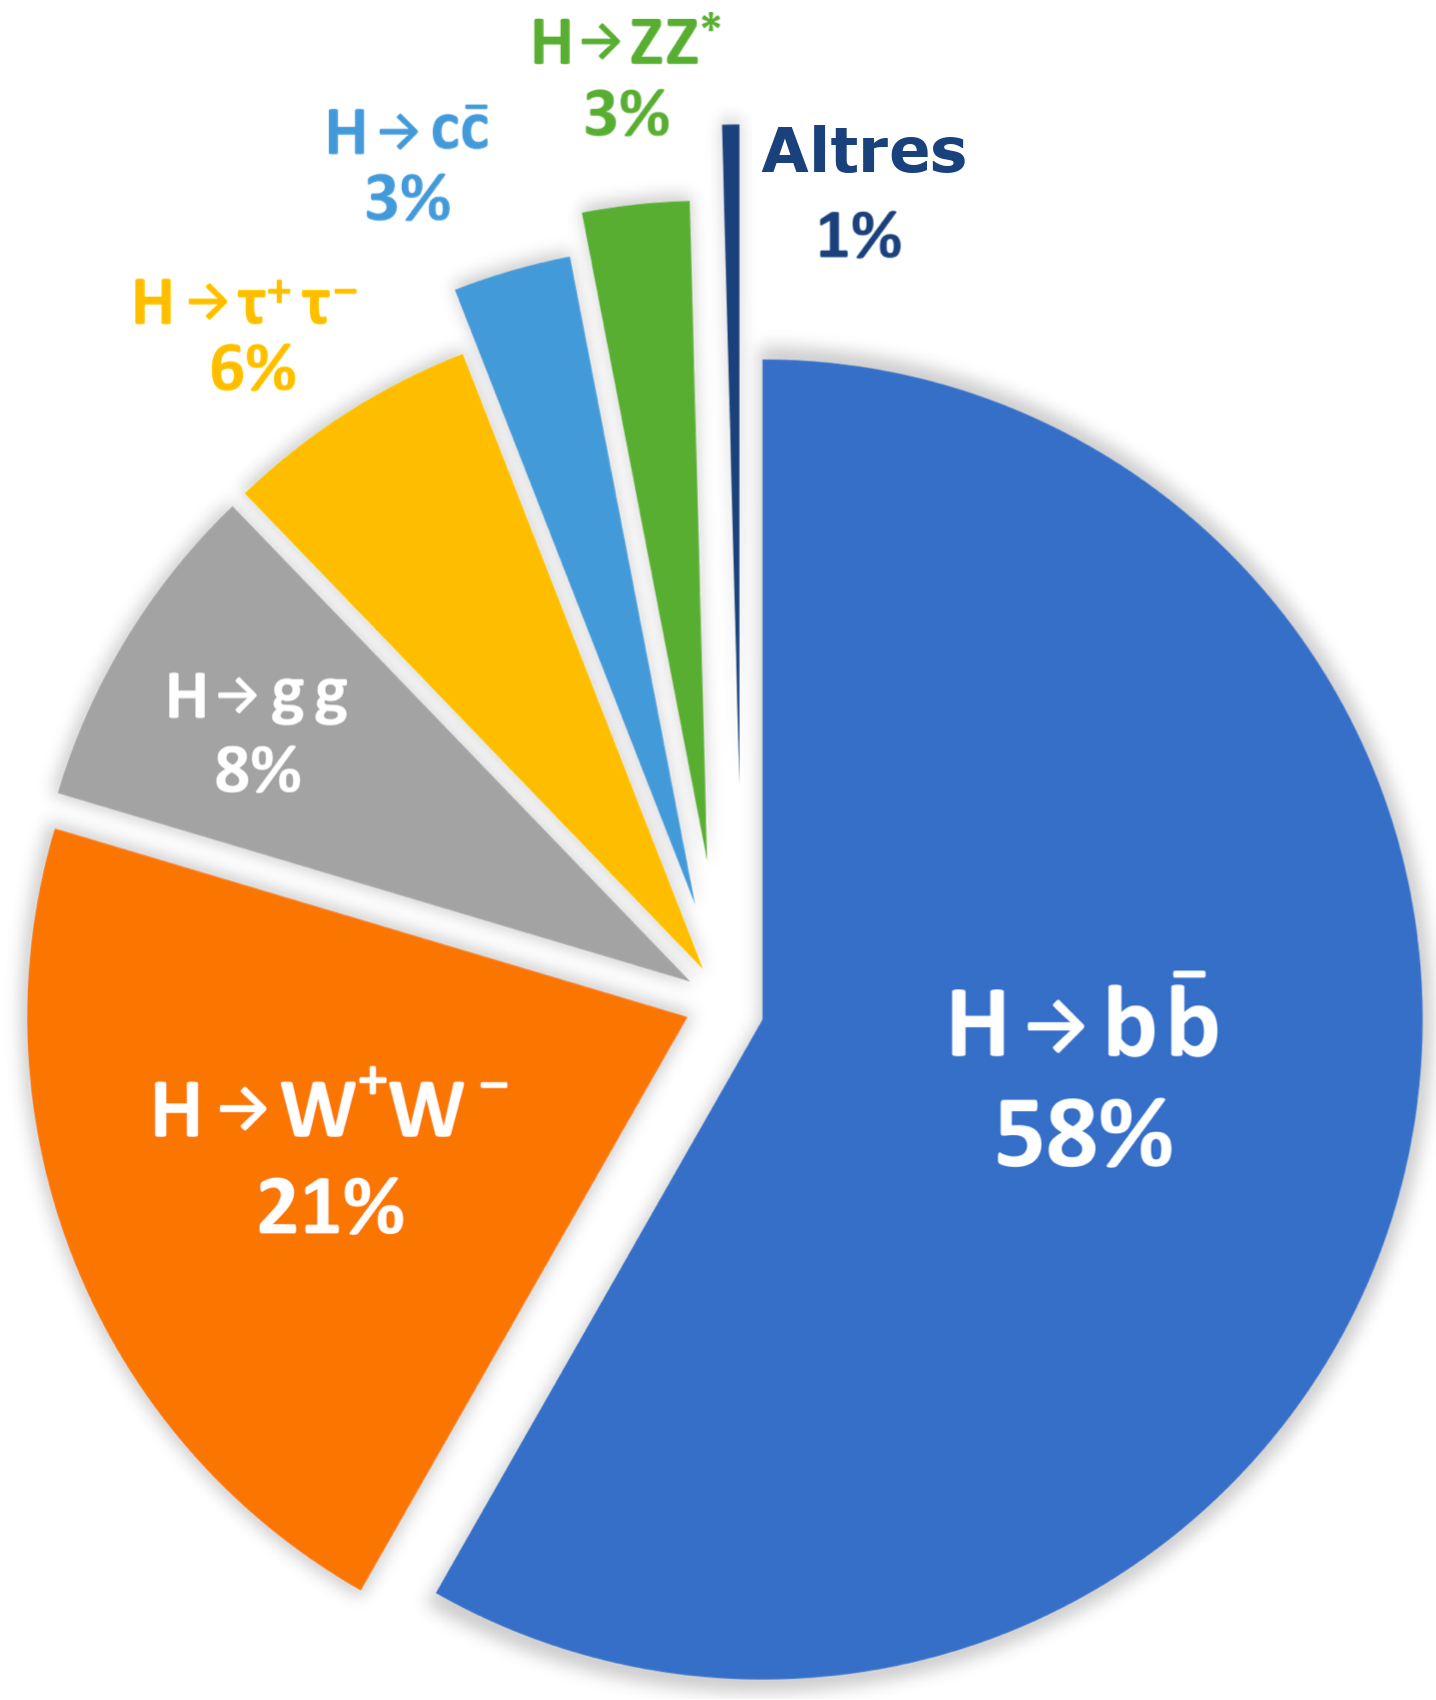 H→ZZ*
3%
H→cc̄
3%
Altres
1%
H→τ⁺τ⁻
6%
H→gg
8%
H→bb̄
58%
H→W⁺W⁻
21%